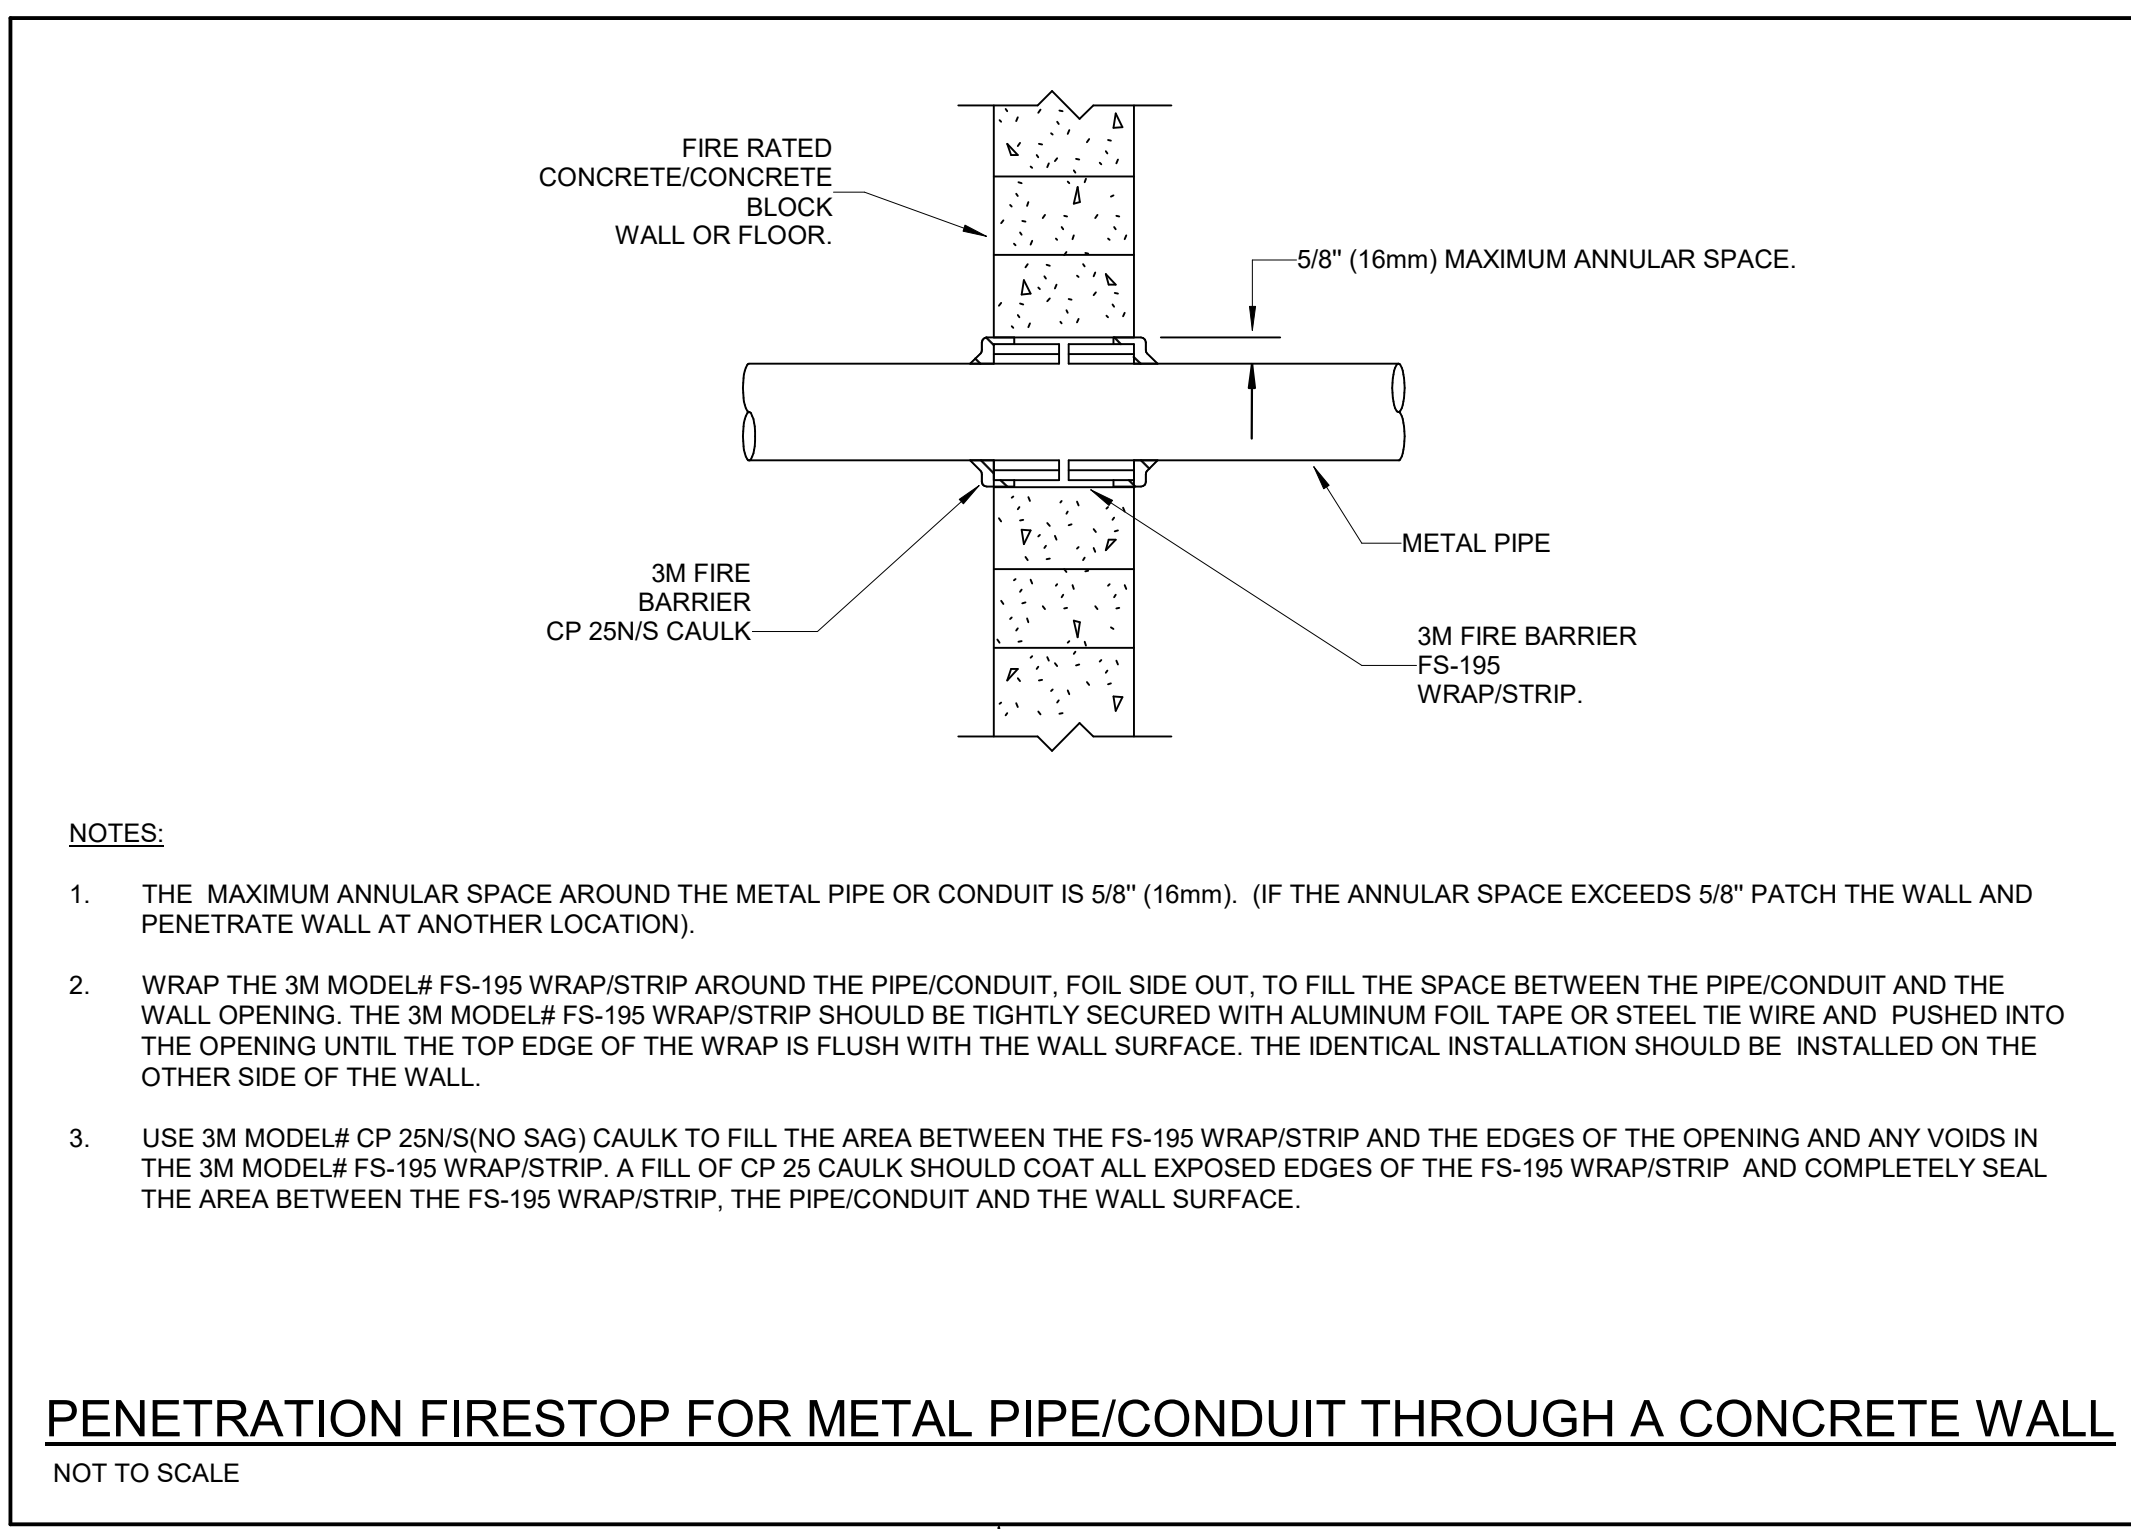 FIRE RATED
CONCRETE/CONCRETE
BLOCK
WALL OR FLOOR.
5/8" (16mm) MAXIMUM ANNULAR SPACE.
METAL PIPE
3M FIRE
BARRIER
CP 25N/S CAULK
3M FIRE BARRIER
FS-195
WRAP/STRIP.
NOTES:
1. THE MAXIMUM ANNULAR SPACE AROUND THE METAL PIPE OR CONDUIT IS 5/8" (16mm). (IF THE ANNULAR SPACE EXCEEDS 5/8" PATCH THE WALL AND
PENETRATE WALL AT ANOTHER LOCATION).
2. WRAP THE 3M MODEL# FS-195 WRAP/STRIP AROUND THE PIPE/CONDUIT, FOIL SIDE OUT, TO FILL THE SPACE BETWEEN THE PIPE/CONDUIT AND THE
WALL OPENING. THE 3M MODEL# FS-195 WRAP/STRIP SHOULD BE TIGHTLY SECURED WITH ALUMINUM FOIL TAPE OR STEEL TIE WIRE AND PUSHED INTO
THE OPENING UNTIL THE TOP EDGE OF THE WRAP IS FLUSH WITH THE WALL SURFACE. THE IDENTICAL INSTALLATION SHOULD BE INSTALLED ON THE
OTHER SIDE OF THE WALL.
3. USE 3M MODEL# CP 25N/S(NO SAG) CAULK TO FILL THE AREA BETWEEN THE FS-195 WRAP/STRIP AND THE EDGES OF THE OPENING AND ANY VOIDS IN
THE 3M MODEL# FS-195 WRAP/STRIP. A FILL OF CP 25 CAULK SHOULD COAT ALL EXPOSED EDGES OF THE FS-195 WRAP/STRIP AND COMPLETELY SEAL
THE AREA BETWEEN THE FS-195 WRAP/STRIP, THE PIPE/CONDUIT AND THE WALL SURFACE.
PENETRATION FIRESTOP FOR METAL PIPE/CONDUIT THROUGH A CONCRETE WALL
NOT TO SCALE